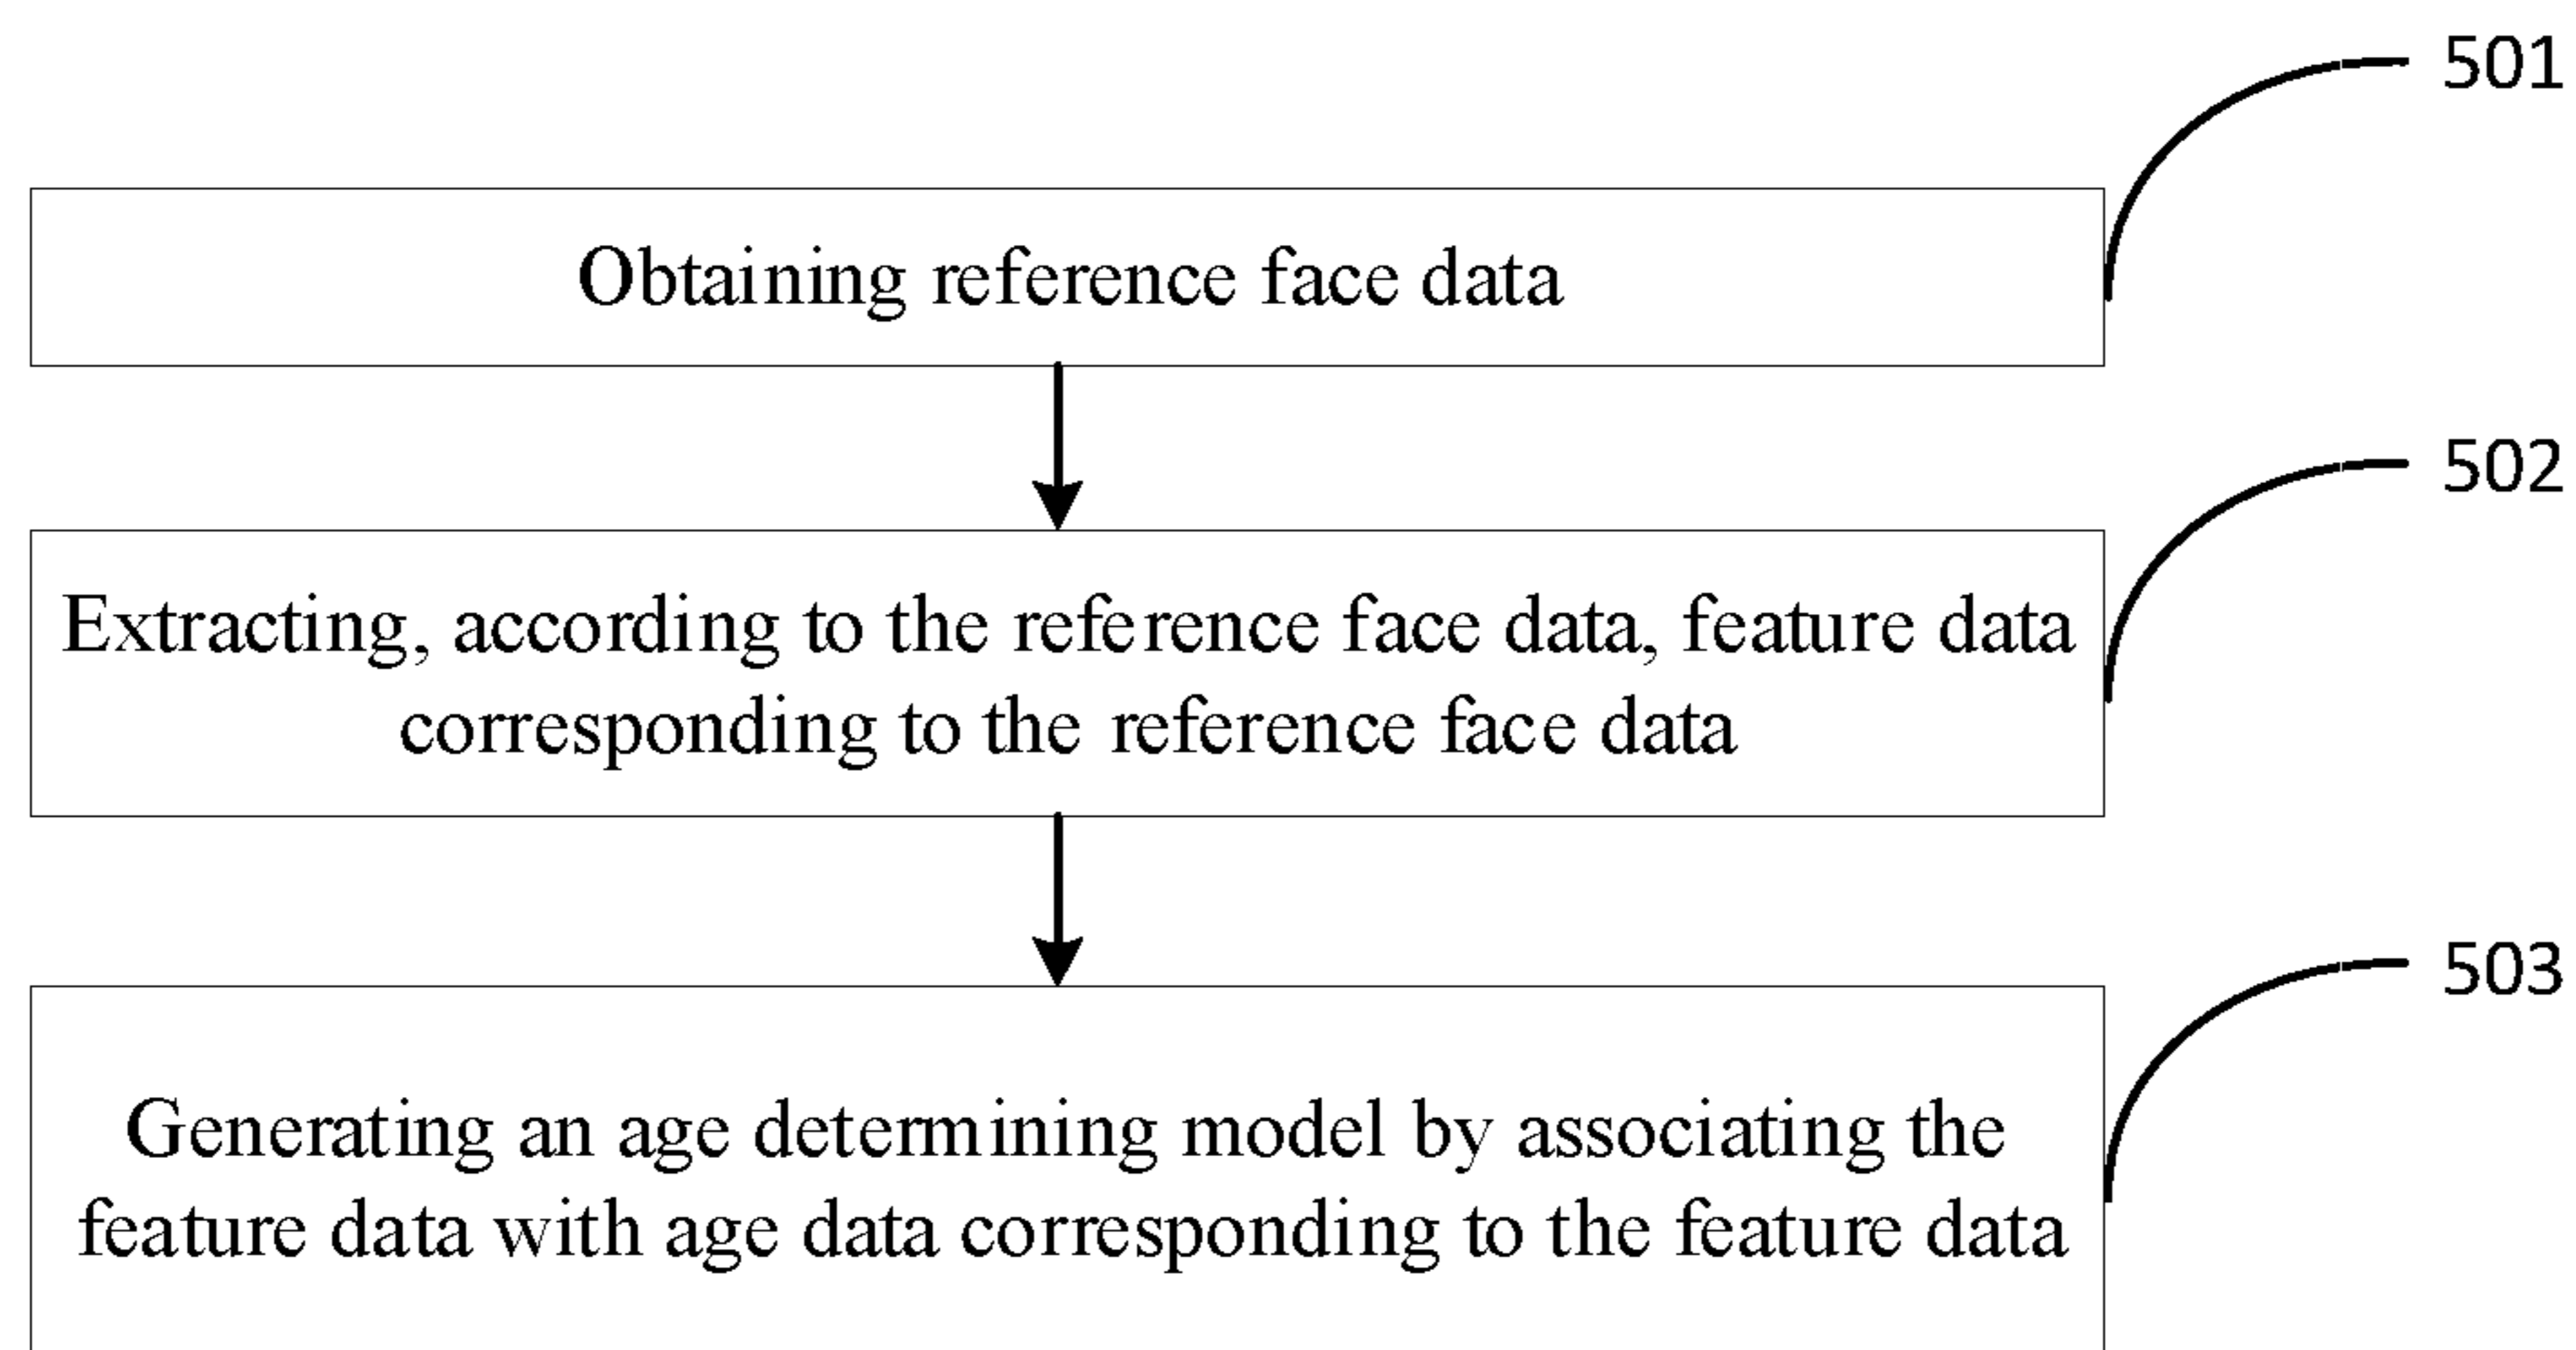 501
Obtaining reference face data
502
Extracting, according to the reference face data, feature data
corresponding to the reference face data
503
Generating an age determining model by associating the
feature data with age data corresponding to the feature data